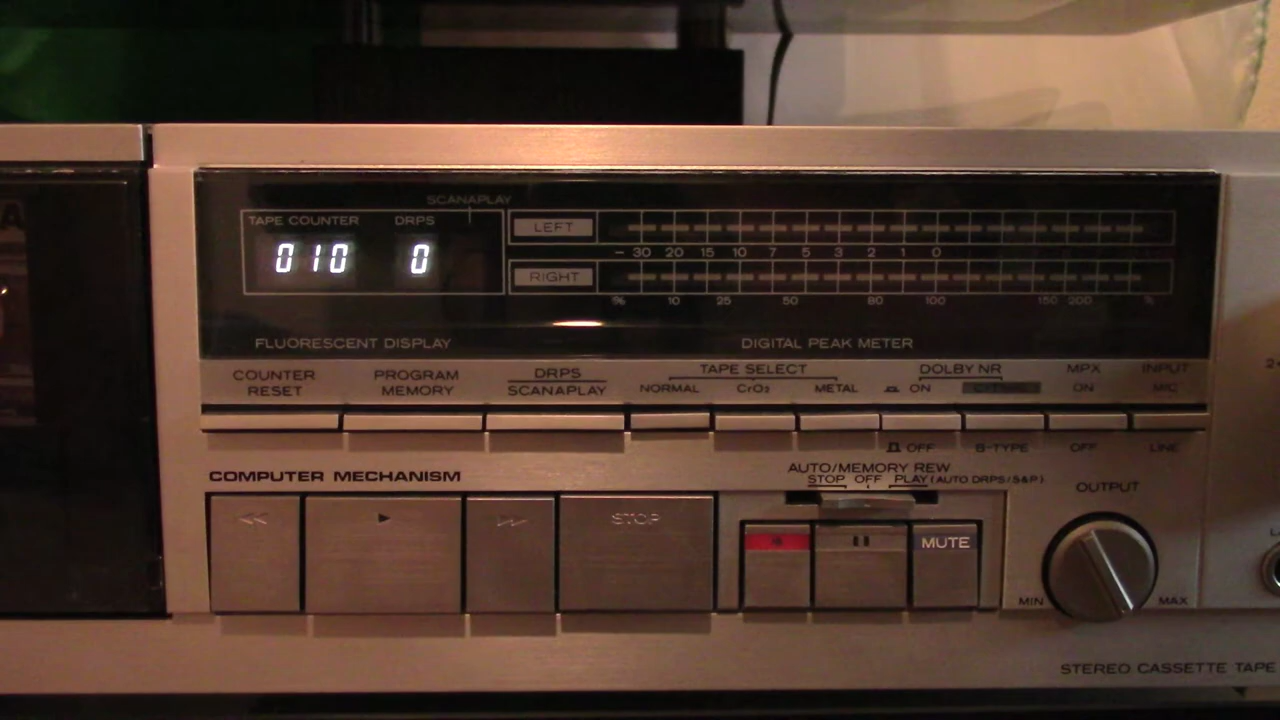 SCANAPLAY
TAPE COUNTER DRPS
010 0
LEFT
– 30 20 15 10 7 5 3 2 1 0
RIGHT
% 10 25 50 80 100 150 200 %
FLUORESCENT DISPLAY DIGITAL PEAK METER
COUNTER RESET
PROGRAM MEMORY
DRPS
SCANAPLAY
TAPE SELECT
NORMAL CrO₂ METAL
DOLBY NR
ON
C-TYPE
MPX
ON
INPUT
MIC
OFF B-TYPE OFF LINE
COMPUTER MECHANISM
AUTO/MEMORY REW
STOP OFF PLAY (AUTO DRPS/S&P)
OUTPUT
STOP
MUTE
MIN MAX
STEREO CASSETTE TAPE